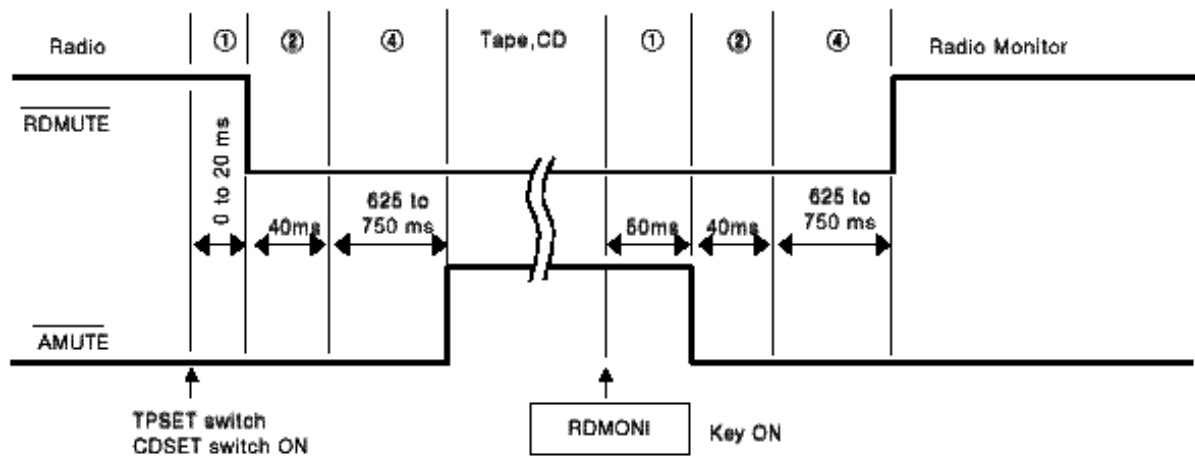 Radio ① ② ④ Tape,CD ① ② ④ Radio Monitor
RDMUTE
0 to 20 ms
40ms
625 to
750 ms
50ms
40ms
625 to
750 ms
AMUTE
TPSET switch
CDSET switch ON
RDMONI
Key ON